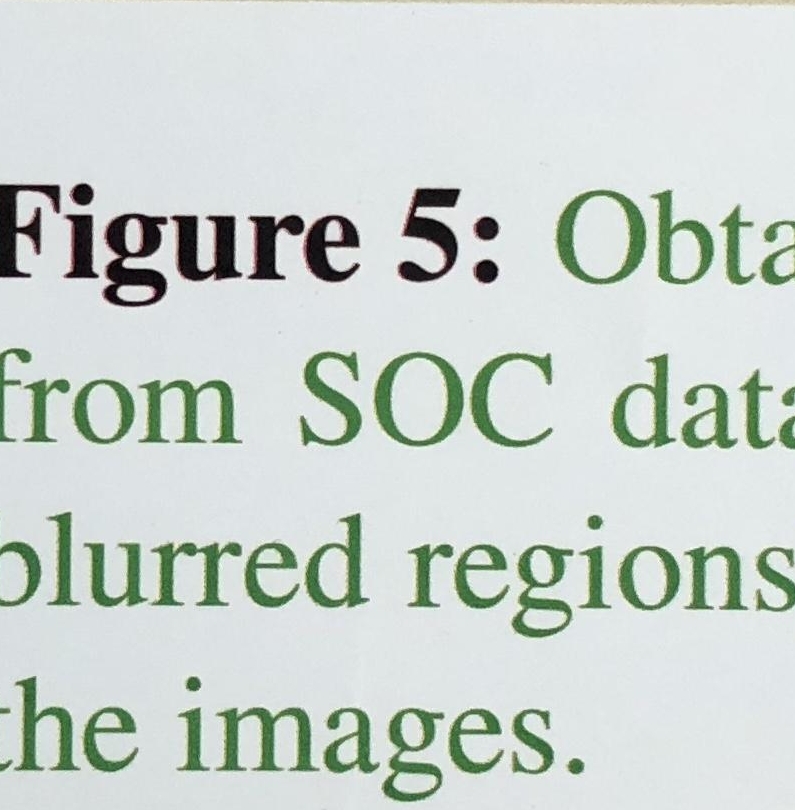 Figure 5: Obta
from SOC data
blurred regions
the images.